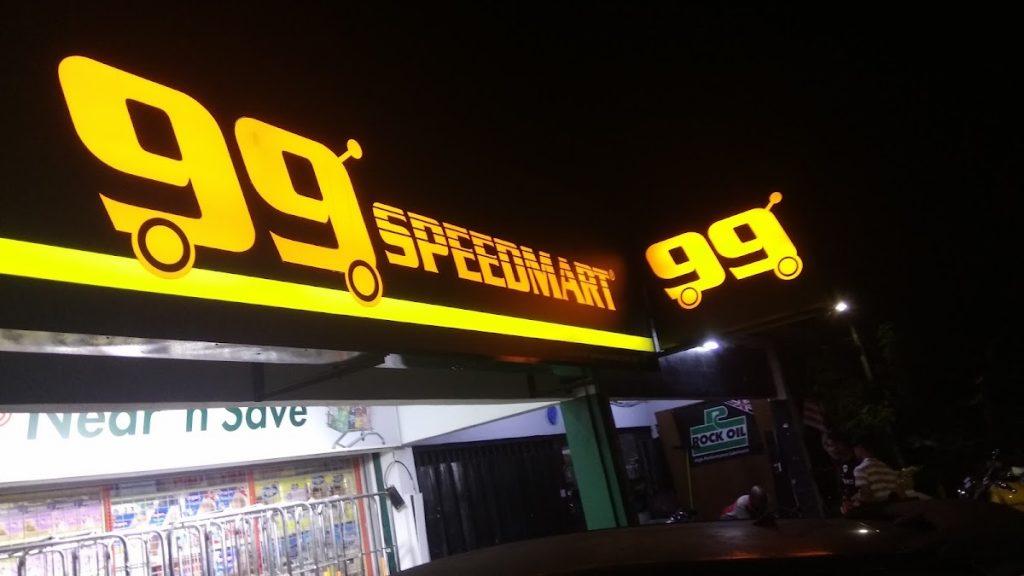 99 SPEEDMART®
99
Near 'n Save
ROCK OIL